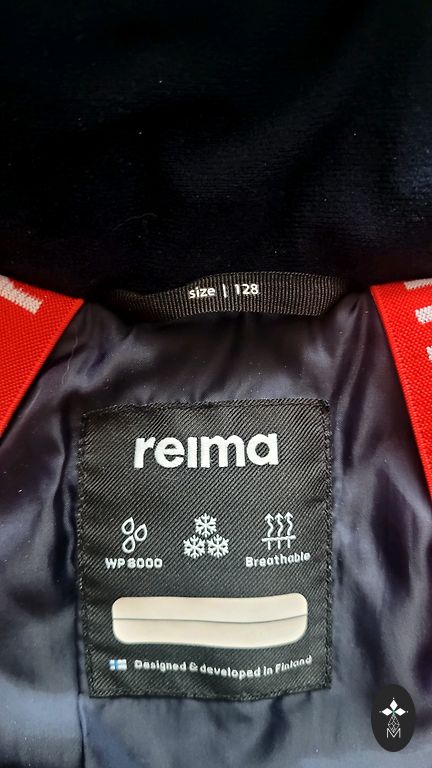 size | 128
reima
WP 8000
Breathable
Designed & developed in Finland
M